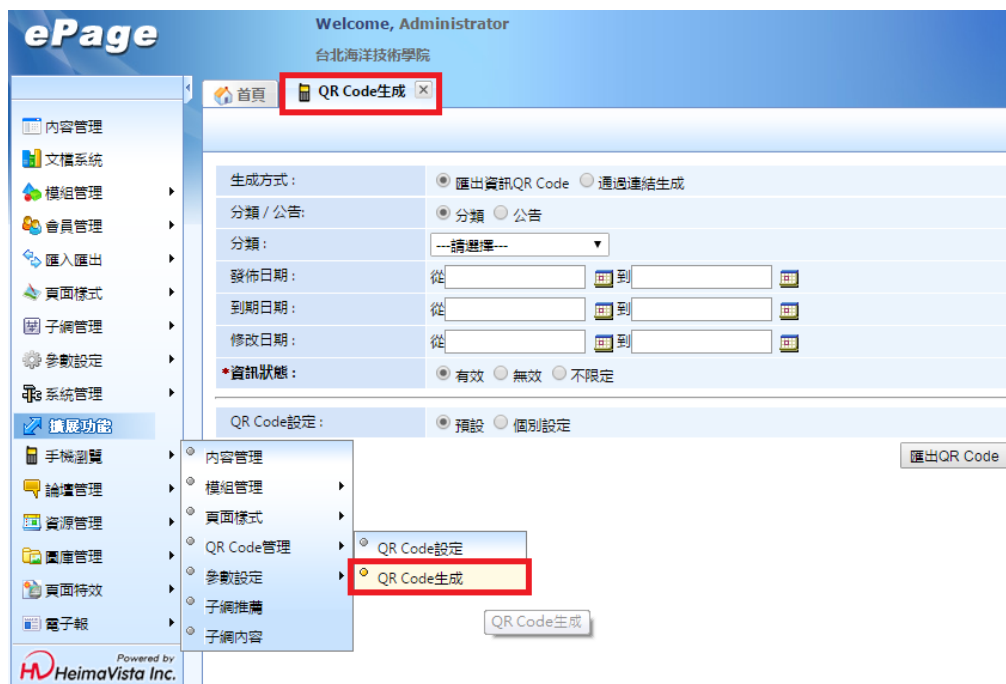 ePage
Welcome, Administrator
台北海洋技術學院
首頁
QR Code生成
內容管理
文檔系統
模組管理
會員管理
匯入匯出
頁面樣式
子網管理
參數設定
系統管理
擴展功能
手機瀏覽
論壇管理
資源管理
圖庫管理
頁面特效
電子報
Powered by
HeimaVista Inc.
生成方式：
匯出資訊QR Code 通過連結生成
分類 / 公告:
分類 公告
分類：
---請選擇---
發佈日期：
從 到
到期日期：
從 到
修改日期：
從 到
*資訊狀態：
有效 無效 不限定
QR Code設定：
預設 個別設定
匯出QR Code
內容管理
模組管理
頁面樣式
QR Code管理
參數設定
子網推薦
子網內容
QR Code設定
QR Code生成
QR Code生成